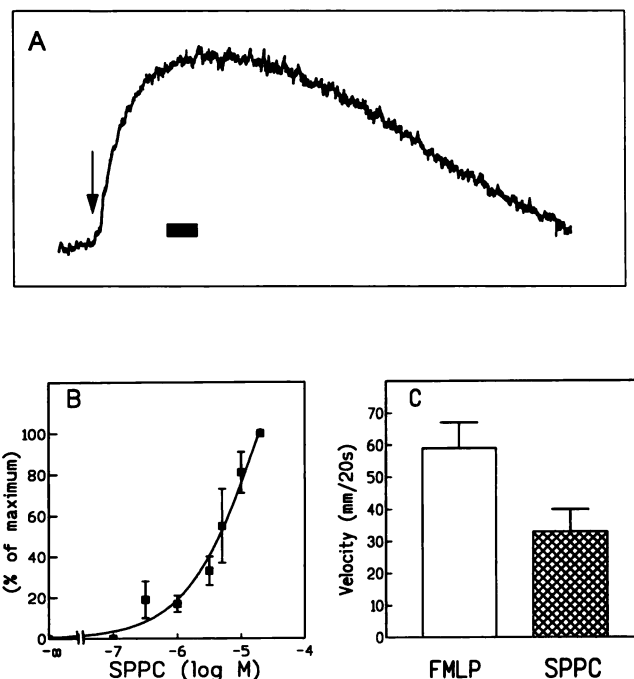 A
B
(% of maximum)
100
80
60
40
20
0
-∞
-7
-6
-5
-4
SPPC (log M)
C
Velocity (mm/20s)
70
60
50
40
30
20
10
0
FMLP
SPPC